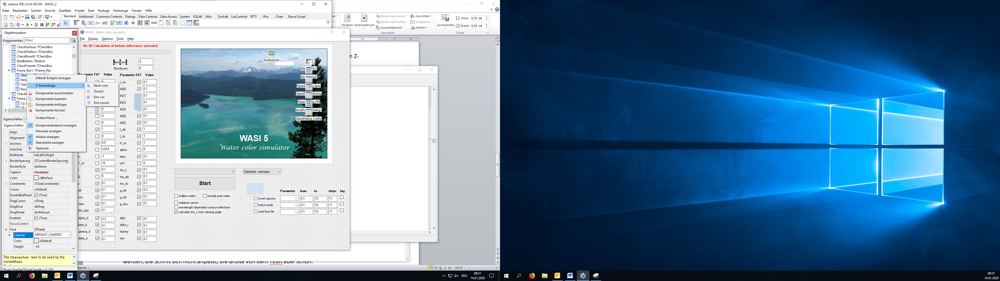 Lazarus-IDE v2.0.6 r62129 - WASI5_2
Datei Bearbeiten Suchen Ansicht Quelltext Projekt Start Package Werkzeuge Fenster Hilfe
Standard Additional Common Controls Dialogs Data Controls Data Access System SQLdb Misc SynEdit LazControls RTTI IPro Chart Pascal Script
Objektinspektor
Komponenten (filter)
CheckSurface: TCheckBox
CheckShallow: TCheckBox
CheckBoxaW: TCheckBox
StartButton: TButton
CheckFresnel: TCheckBox
Frame_Res1: TFrame_Res
Default-Ereignis erzeugen
Z-Reihenfolge
Komponente ausschneiden
Komponente kopieren
Komponente einfügen
Komponente löschen
Ändere Klasse ...
Komponentenbaum anzeigen
Hinweise anzeigen
Infobox anzeigen
Statusleiste anzeigen
Optionen
Nach vorn
Zurück
Eins vor
Eins zurück
Eigenschaften
Eigenschaften
Align
Alignment
Anchors
AutoSize
BidiMode bdLeftToRight
BorderSpacing (TControlBorderSpacing)
BorderStyle sbsNone
Caption Iterations
Color clBtnFace
Constraints (TSizeConstraints)
Cursor crDefault
DoubleBuffered (True)
DragCursor crDrag
DragKind dkDrag
DragMode dmManual
Enabled (True)
FocusControl
Font (TFont)
CharSet DEFAULT_CHARSET
Color clDefault
Height -12
The Character Set to be used by the
currentFont
TFont.CharSet:TFontCharSet = 0..255
WASI - Water color simulator
File Display Options Tools Help
No fit! Calculation of bottom reflectance activated.
Iterations 0
Residuum 0
Parameter Fit? Value Parameter Fit? Value
f_nw 0.1
fA[0] 0.1
fA[1] 0.1
fA[2] 0.1
0 fA[3] 0.1
0 fA[4] 0.1
0 fA[5] 0.1
1 f_dd 1
0 f_ds 1
0.5 H_oz 1
0.014 alpha 0
n -1 beta 0.1
T_W 18 WV 0
f 0.1 rho_L 0.1
Q 5 rho_dd 0.1
z 0.1 rho_ds 0.1
zB 0.1 g_dd 0.3
sun 0.1 g_dsr 0.1
view 0.1 g_dsa 0.1
bbs_phy 0.1
alpha_d 0.3 dphi 0.1
beta_d 0.1 delta_r 0.1
gamma_d 0.1 dummy 0.1
delta_d 0.1 test 0.1
ToolbarList
OpenDialog_CalVal
WASI 5
Water color simulator
Generic sensor
Start
shallow water include pure water
radiance sensor
wavelength dependent surface reflections
calculate rho_L from viewing angle
Parameter from to steps log
invert spectra 0.1 10 11
batch mode 0.1 10 11
read from file 0.1 10 11
Position Zeilenumbruch
Ebene nach vorne
Ebene nach hinten
Auswahlbereich
Ausrichten
Gruppieren
Drehen
Anordnen
Zuschneiden
Höhe: 6,78 cm
Breite: 5,34 cm
Größe
15 17 18
n Z-
werden, die Schrift sich nicht anpasst, die Größe von dem TEdit aber schon.
163 %
DEU
08:57
14.01.2020
08:57
14.01.2020